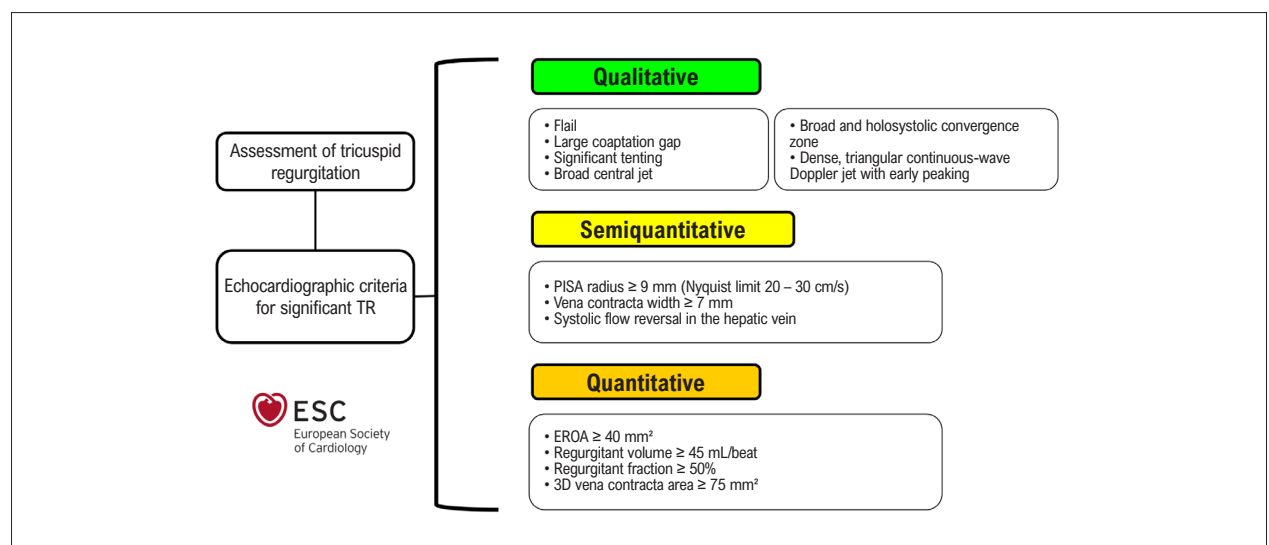 Assessment of tricuspid
regurgitation
Echocardiographic criteria
for significant TR
ESC
European Society
of Cardiology
Qualitative
• Flail
• Large coaptation gap
• Significant tenting
• Broad central jet
• Broad and holosystolic convergence
zone
• Dense, triangular continuous-wave
Doppler jet with early peaking
Semiquantitative
• PISA radius ≥ 9 mm (Nyquist limit 20 – 30 cm/s)
• Vena contracta width ≥ 7 mm
• Systolic flow reversal in the hepatic vein
Quantitative
• EROA ≥ 40 mm²
• Regurgitant volume ≥ 45 mL/beat
• Regurgitant fraction ≥ 50%
• 3D vena contracta area ≥ 75 mm²